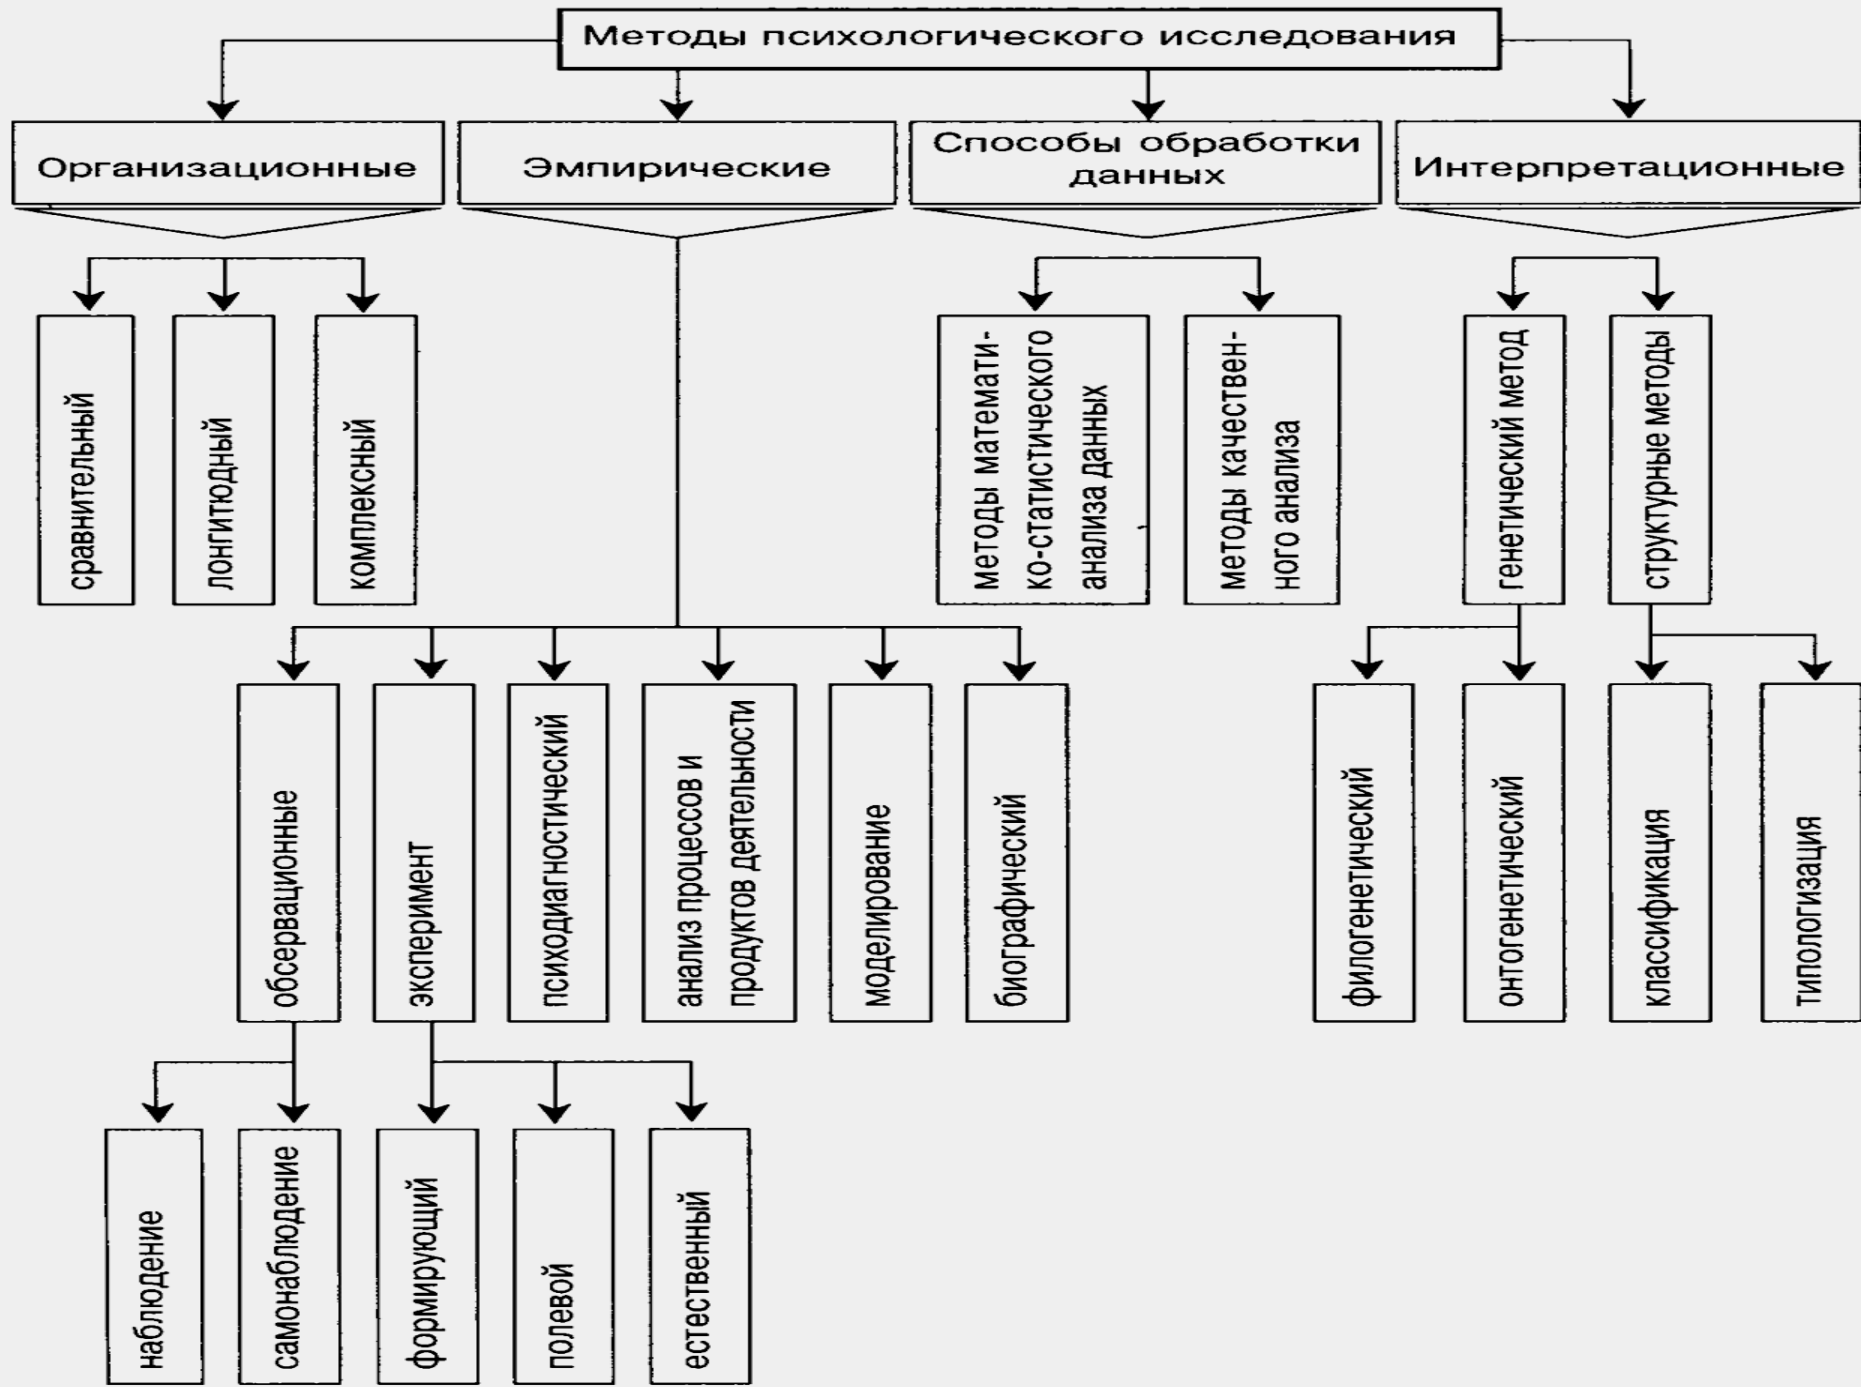 Методы психологического исследования
Организационные
Эмпирические
Способы обработки
данных
Интерпретационные
сравнительный
лонгитюдный
комплексный
методы математи-
ко-статистического
анализа данных
методы качествен-
ного анализа
генетический метод
структурные методы
обсервационные
эксперимент
психодиагностический
анализ процессов и
продуктов деятельности
моделирование
биографический
филогенетический
онтогенетический
классификация
типологизация
наблюдение
самонаблюдение
формирующий
полевой
естественный